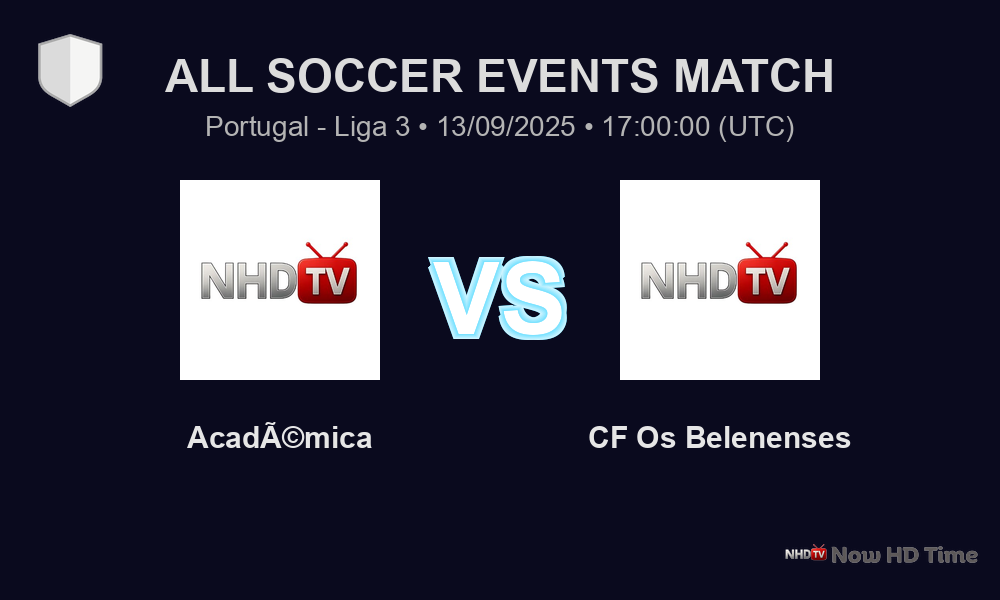 ALL SOCCER EVENTS MATCH
Portugal - Liga 3 • 13/09/2025 • 17:00:00 (UTC)
NHDTV
VS
NHDTV
AcadÃ©mica
CF Os Belenenses
NHDTV Now HD Time